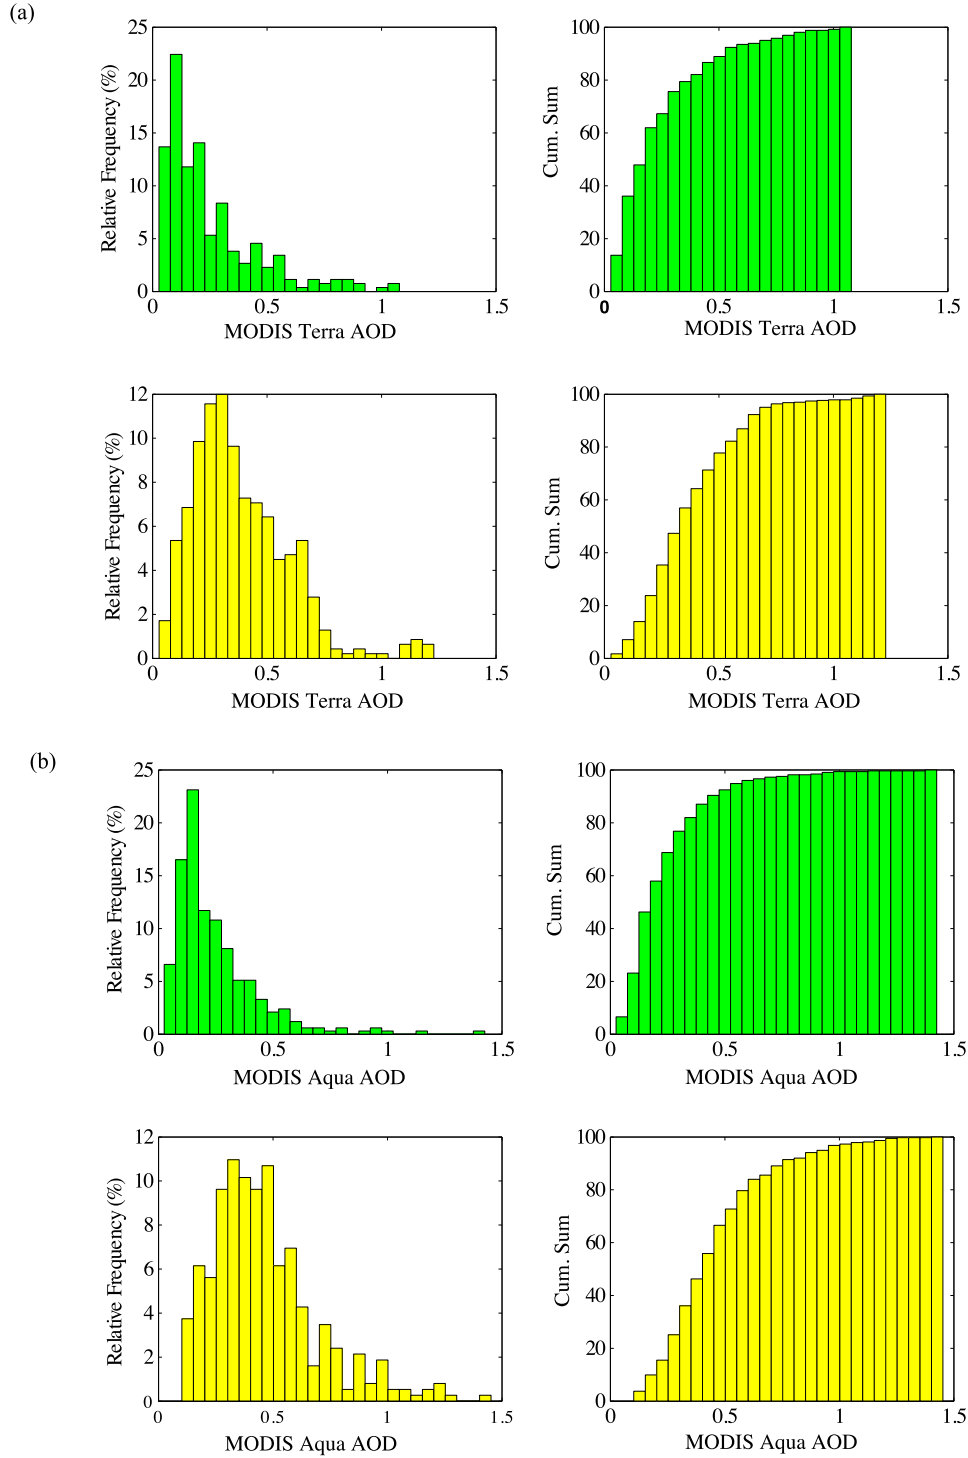 (a)
25
20
15
10
5
0
Relative Frequency (%)
0 0.5 1 1.5
MODIS Terra AOD
100
80
60
40
20
0
Cum. Sum
0 0.5 1 1.5
MODIS Terra AOD
12
10
8
6
4
2
0
Relative Frequency (%)
0 0.5 1 1.5
MODIS Terra AOD
100
80
60
40
20
0
Cum. Sum
0 0.5 1 1.5
MODIS Terra AOD
(b)
25
20
15
10
5
0
Relative Frequency (%)
0 0.5 1 1.5
MODIS Aqua AOD
100
80
60
40
20
0
Cum. Sum
0 0.5 1 1.5
MODIS Aqua AOD
12
10
8
6
4
2
0
Relative Frequency (%)
0 0.5 1 1.5
MODIS Aqua AOD
100
80
60
40
20
0
Cum. Sum
0 0.5 1 1.5
MODIS Aqua AOD